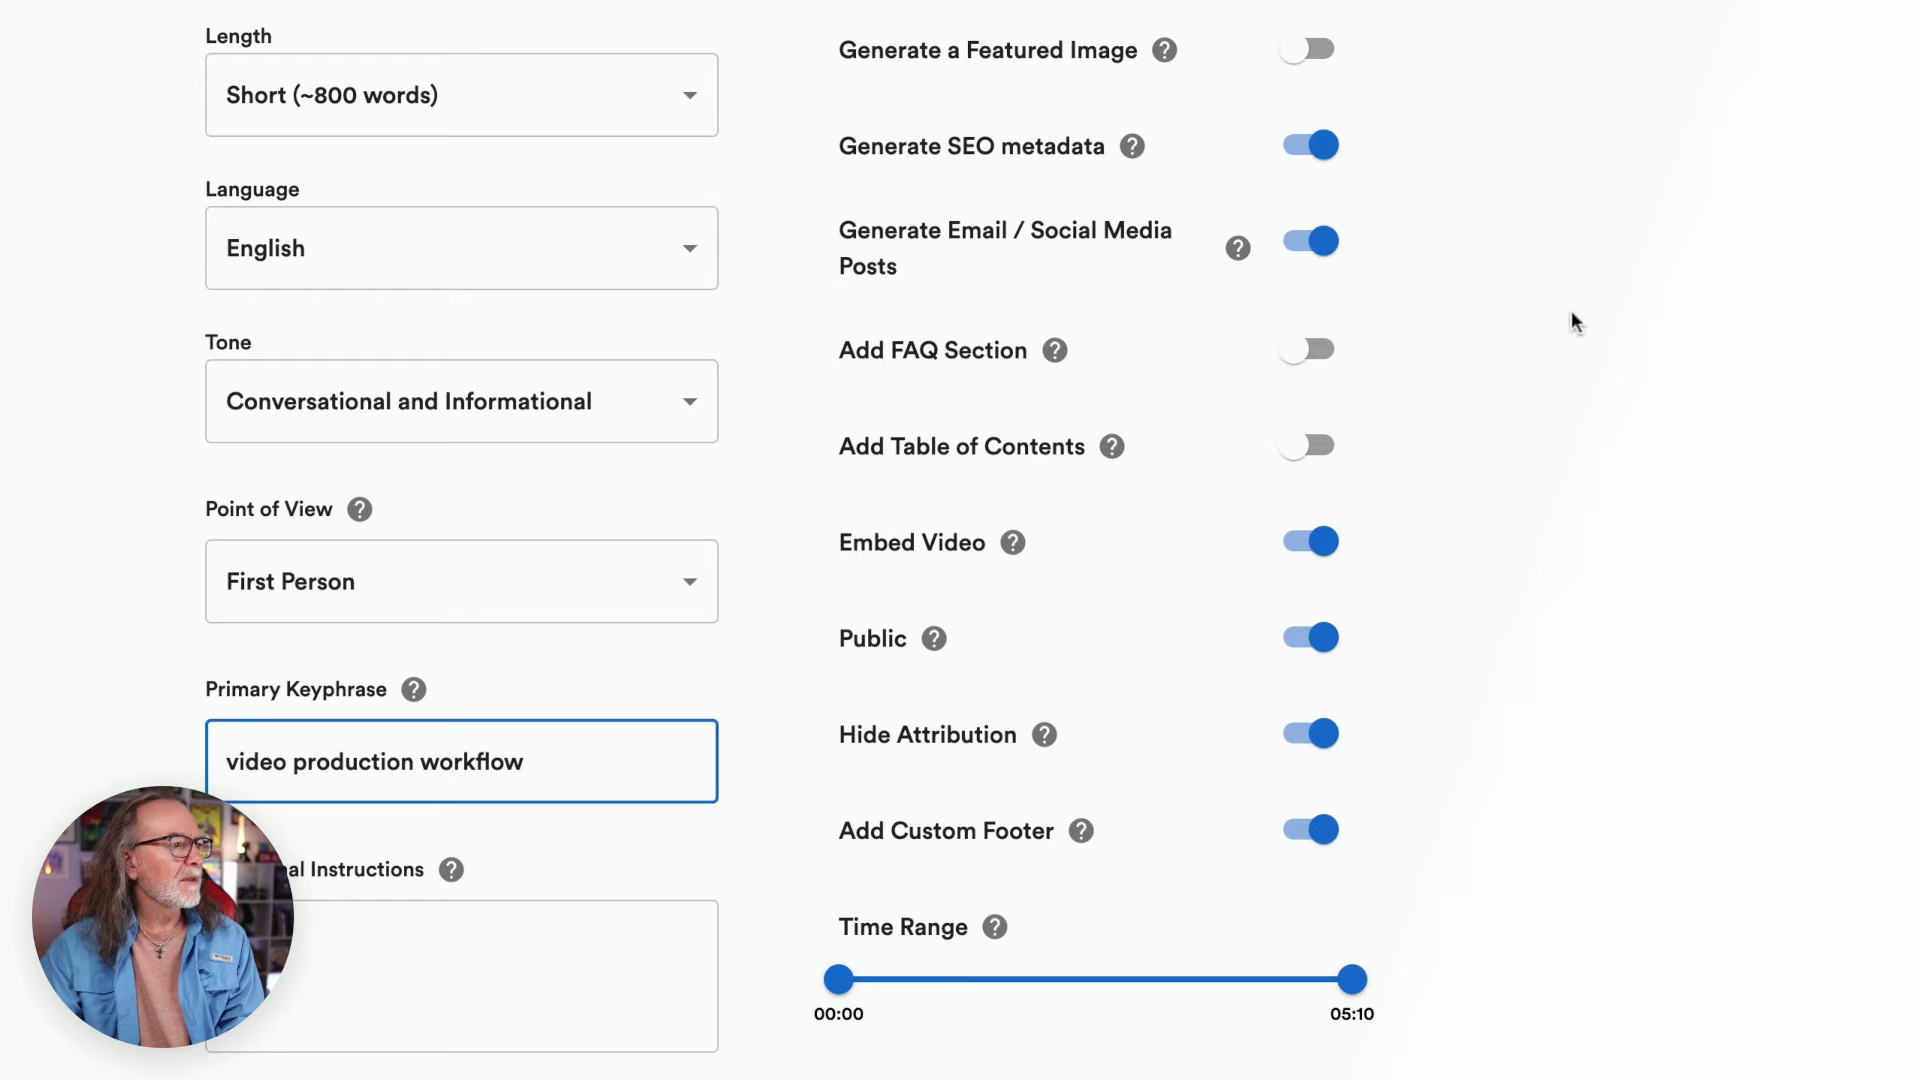 Length
Short (~800 words)
Language
English
Tone
Conversational and Informational
Point of View
First Person
Primary Keyphrase
video production workflow
al Instructions
Generate a Featured Image
Generate SEO metadata
Generate Email / Social Media
Posts
Add FAQ Section
Add Table of Contents
Embed Video
Public
Hide Attribution
Add Custom Footer
Time Range
00:00
05:10